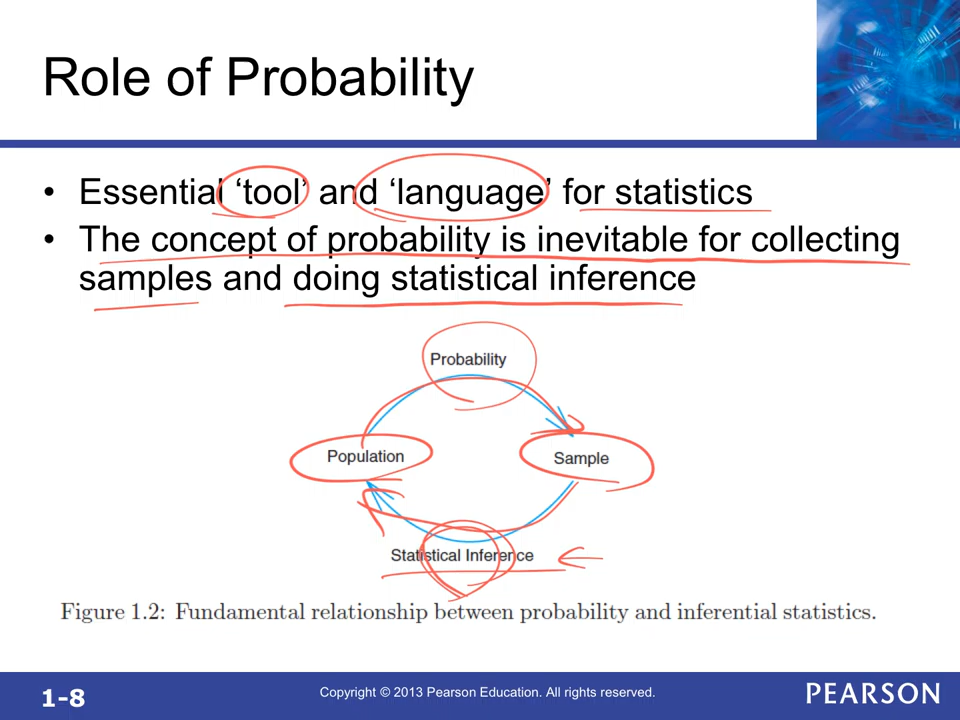 Role of Probability
• Essential ‘tool’ and ‘language’ for statistics
• The concept of probability is inevitable for collecting
samples and doing statistical inference
Probability
Population
Sample
Statistical Inference
Figure 1.2: Fundamental relationship between probability and inferential statistics.
1-8
Copyright © 2013 Pearson Education. All rights reserved.
PEARSON